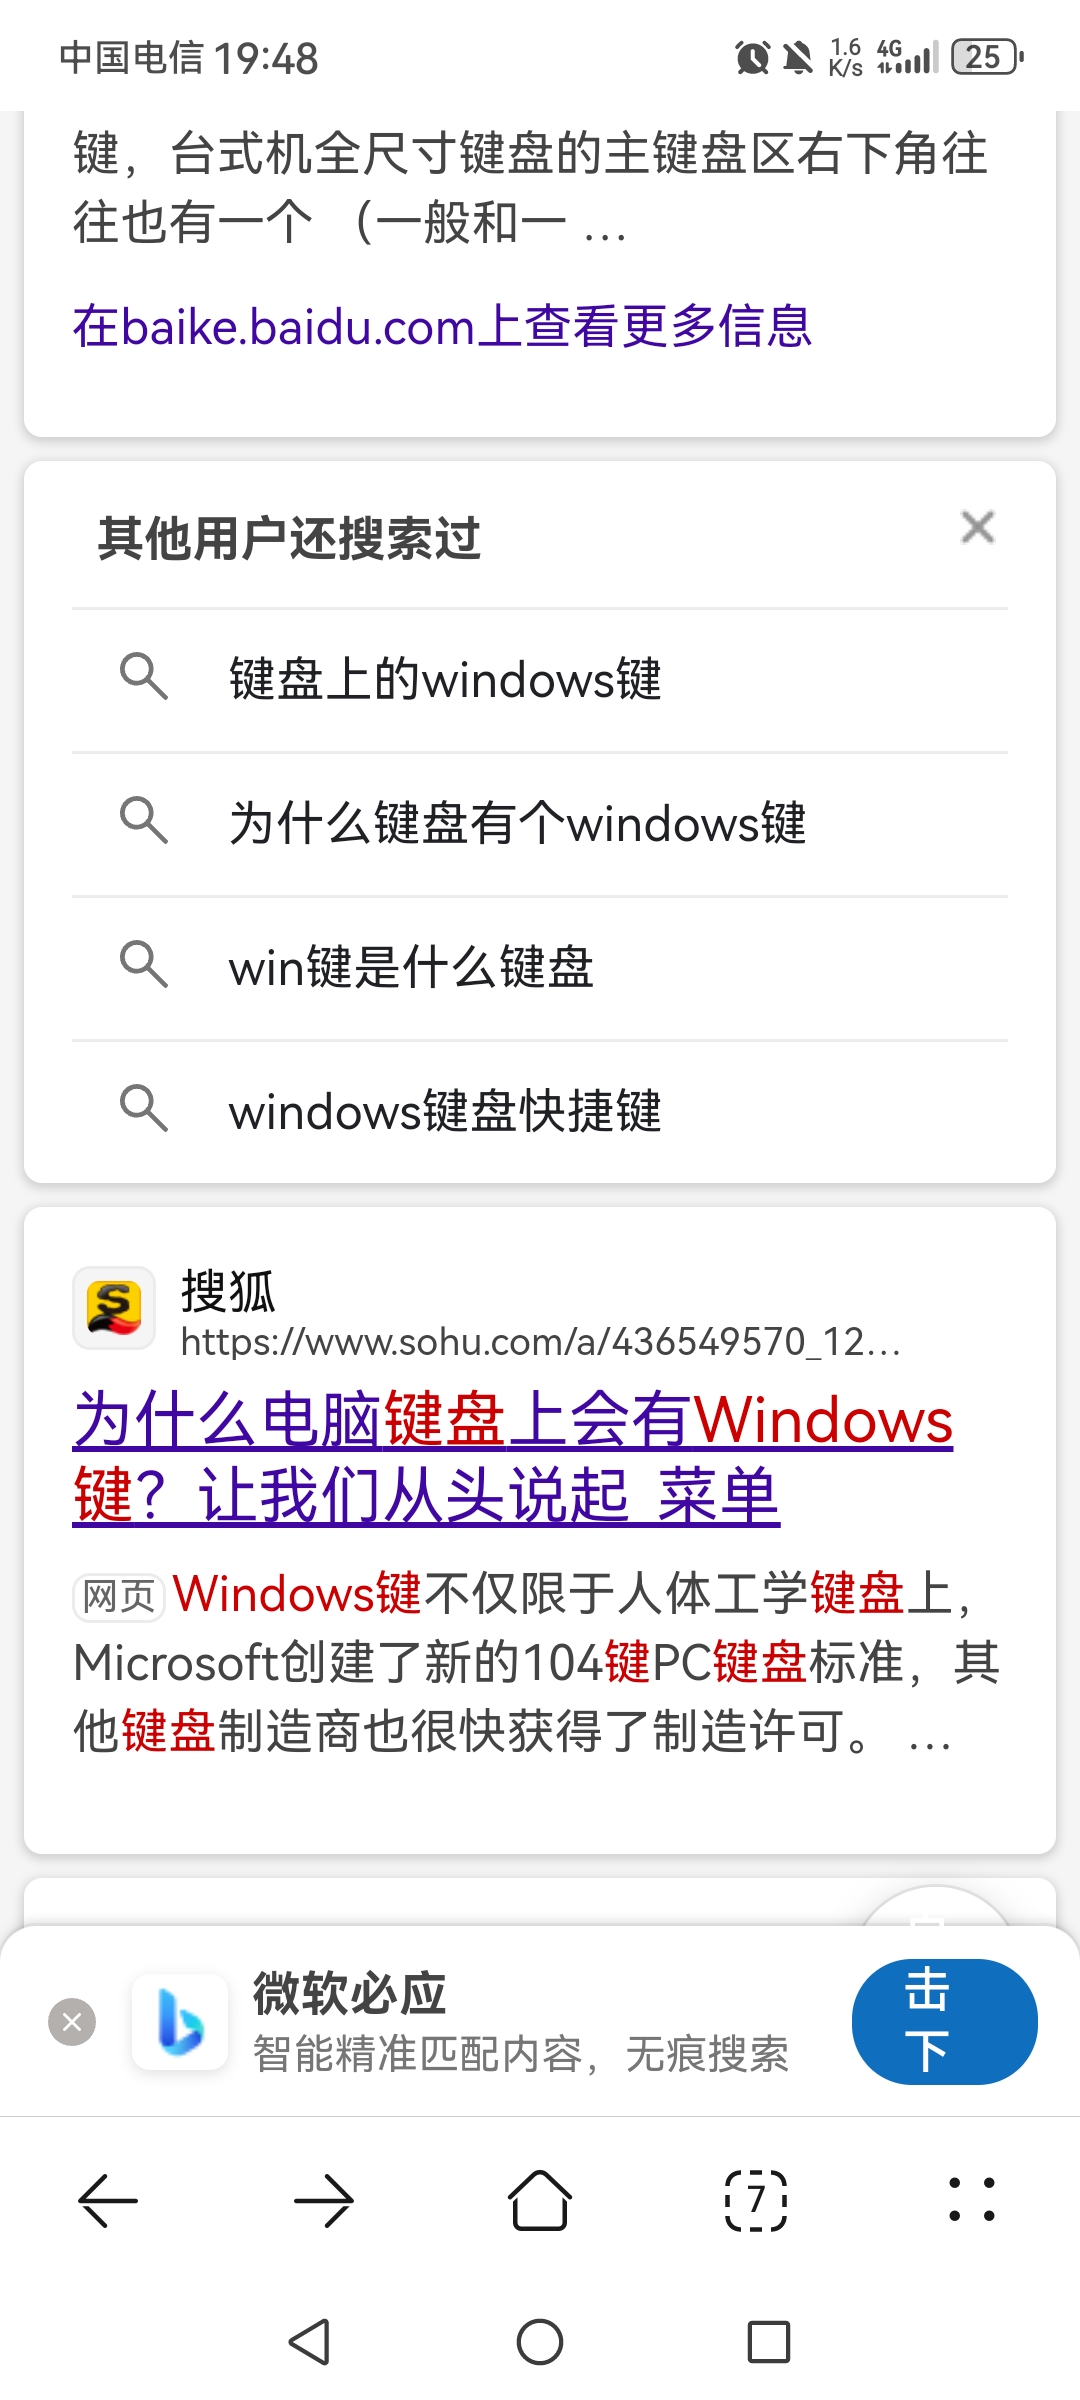 中国电信 19:48
1.6 K/s 4G 25
键，台式机全尺寸键盘的主键盘区右下角往
往也有一个 （一般和一 …
在baike.baidu.com上查看更多信息
其他用户还搜索过
键盘上的windows键
为什么键盘有个windows键
win键是什么键盘
windows键盘快捷键
搜狐
https://www.sohu.com/a/436549570_12…
为什么电脑键盘上会有Windows
键？让我们从头说起_菜单
网页 Windows键不仅限于人体工学键盘上，
Microsoft创建了新的104键PC键盘标准，其
他键盘制造商也很快获得了制造许可。 …
微软必应
智能精准匹配内容，无痕搜索
击
下
7